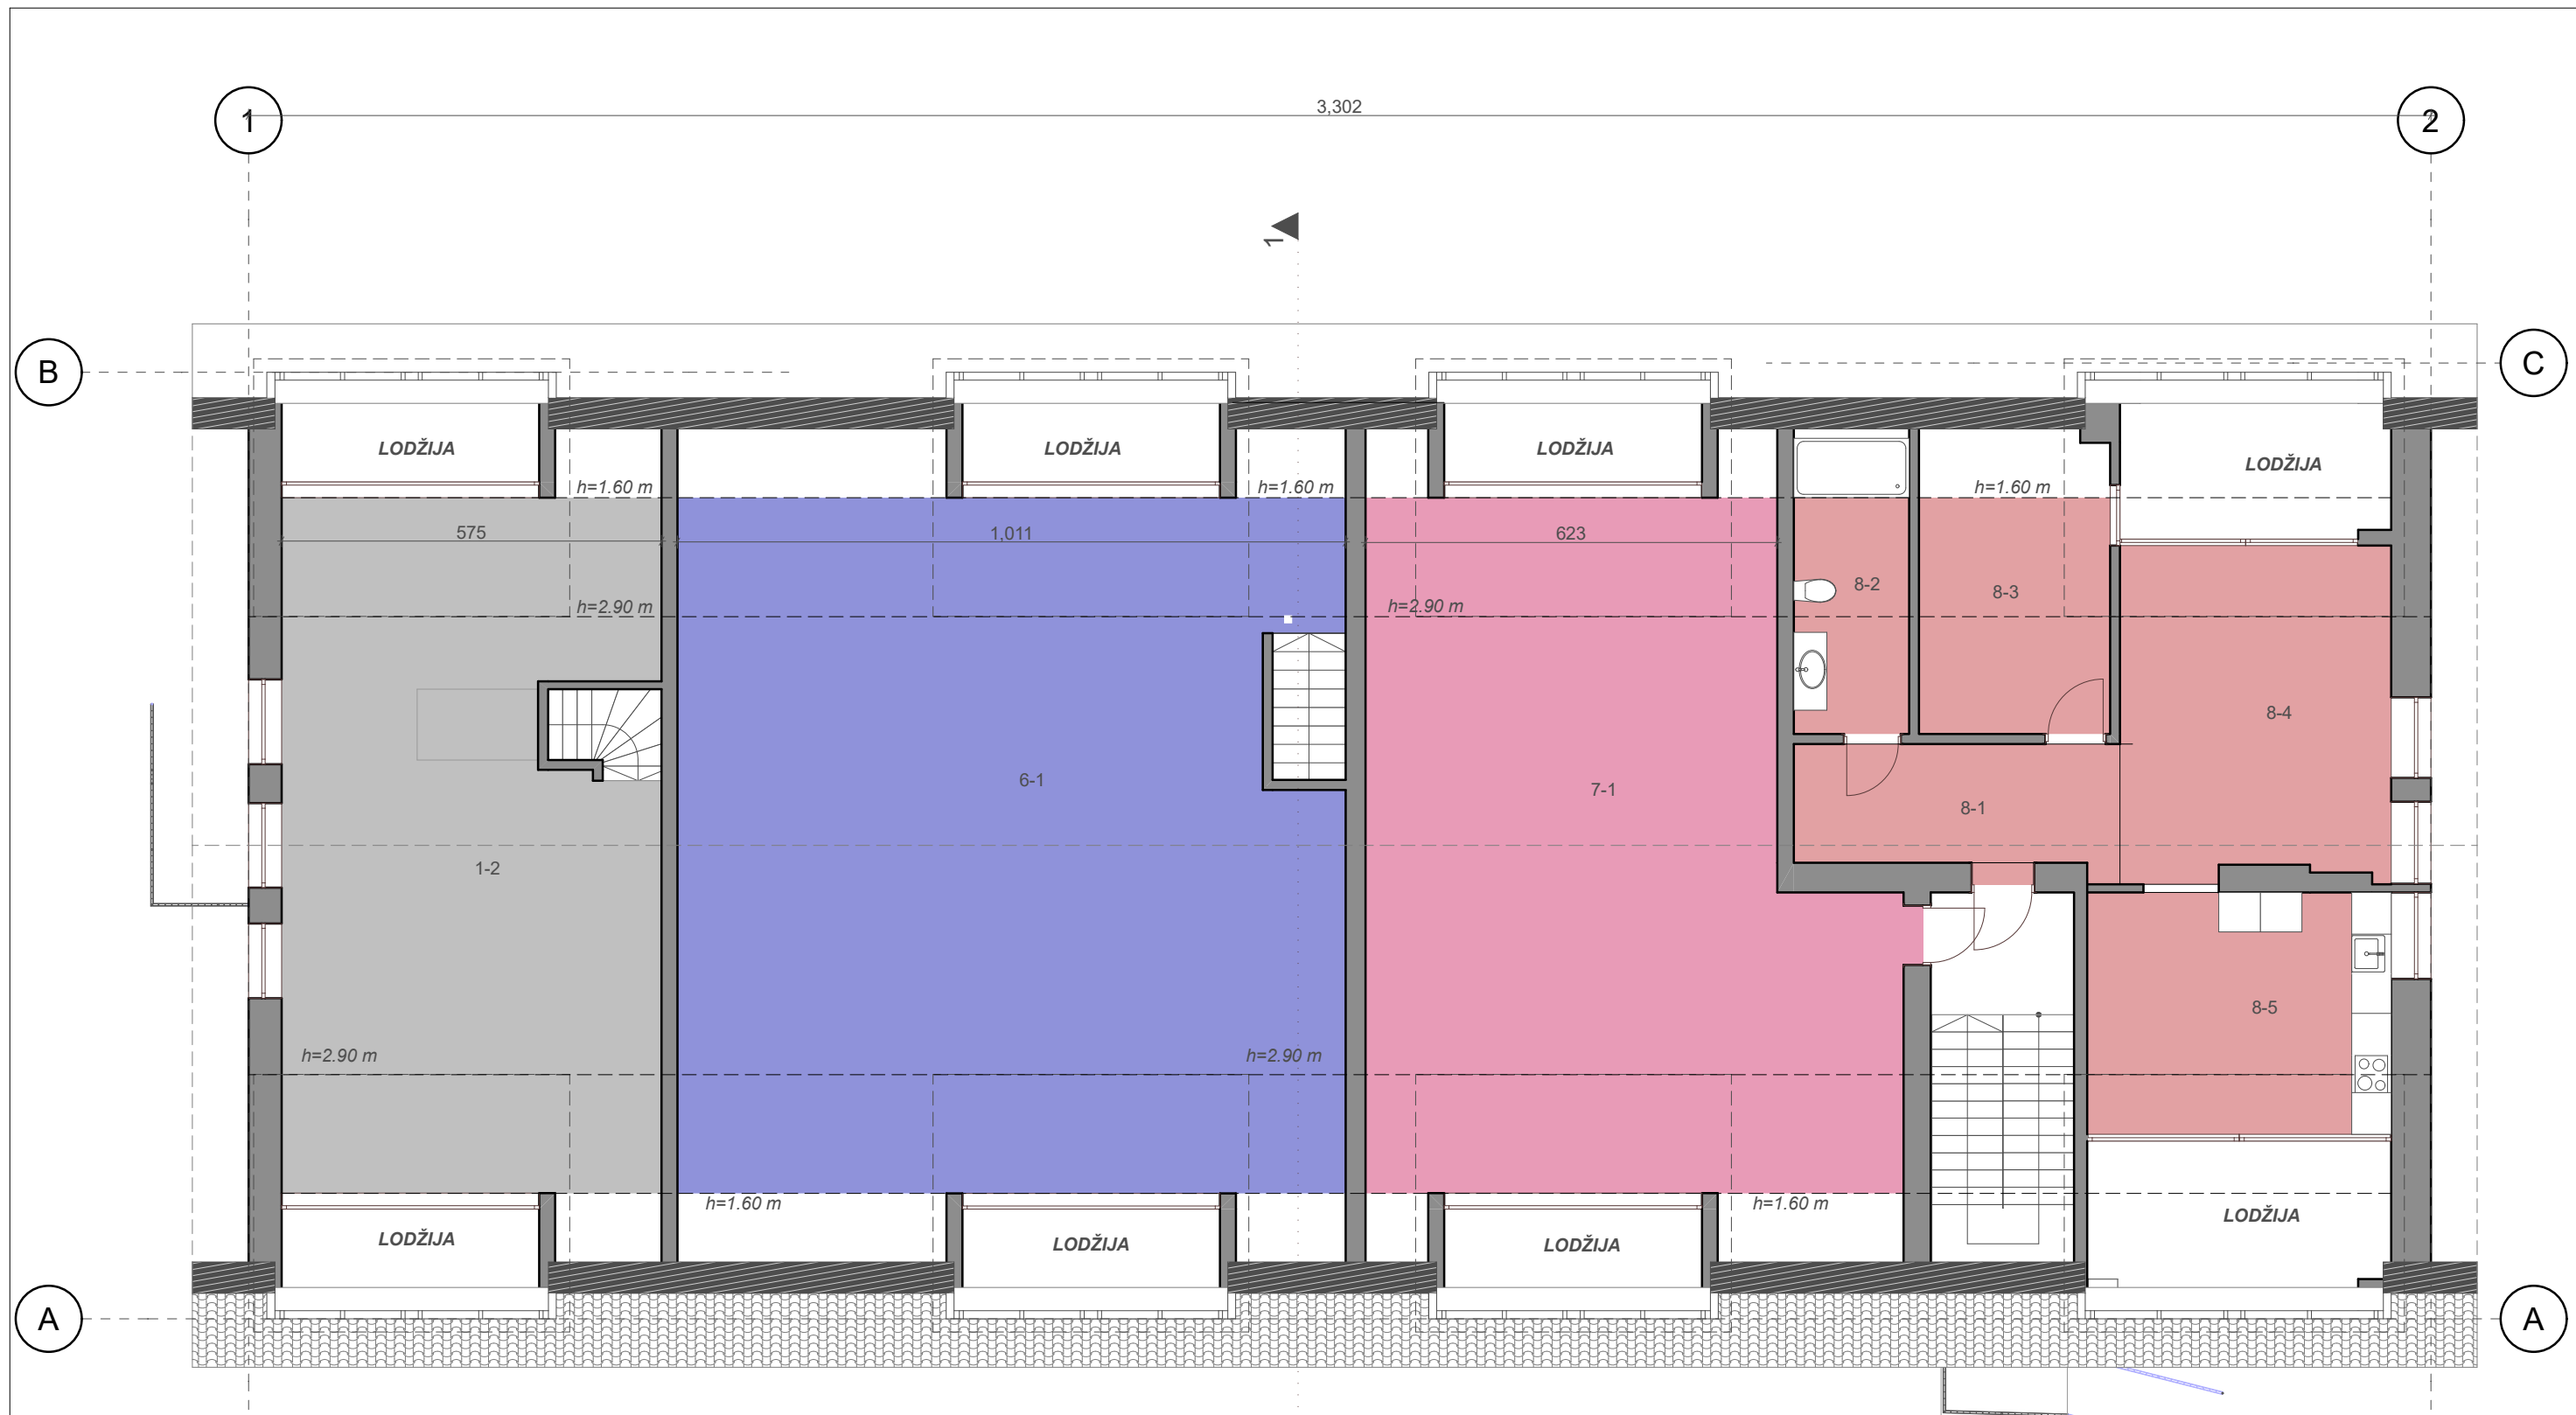 3,302
1
2
1
B
C
LODŽIJA
LODŽIJA
LODŽIJA
LODŽIJA
h=1.60 m
h=1.60 m
h=1.60 m
575
1,011
623
8-2
8-3
h=2.90 m
h=2.90 m
8-4
6-1
7-1
8-1
1-2
8-5
h=2.90 m
h=2.90 m
h=1.60 m
h=1.60 m
LODŽIJA
LODŽIJA
LODŽIJA
LODŽIJA
A
A